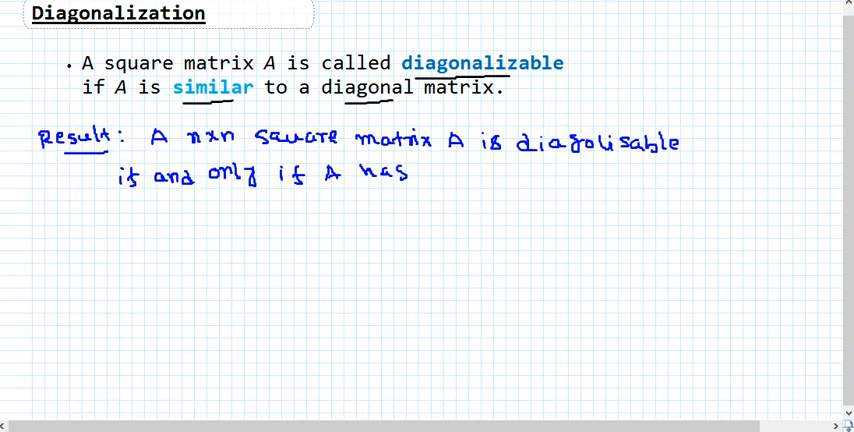 Diagonalization
• A square matrix A is called diagonalizable
if A is similar to a diagonal matrix.
Result: A nxn square matrix A is diagolisable
if and only if A has